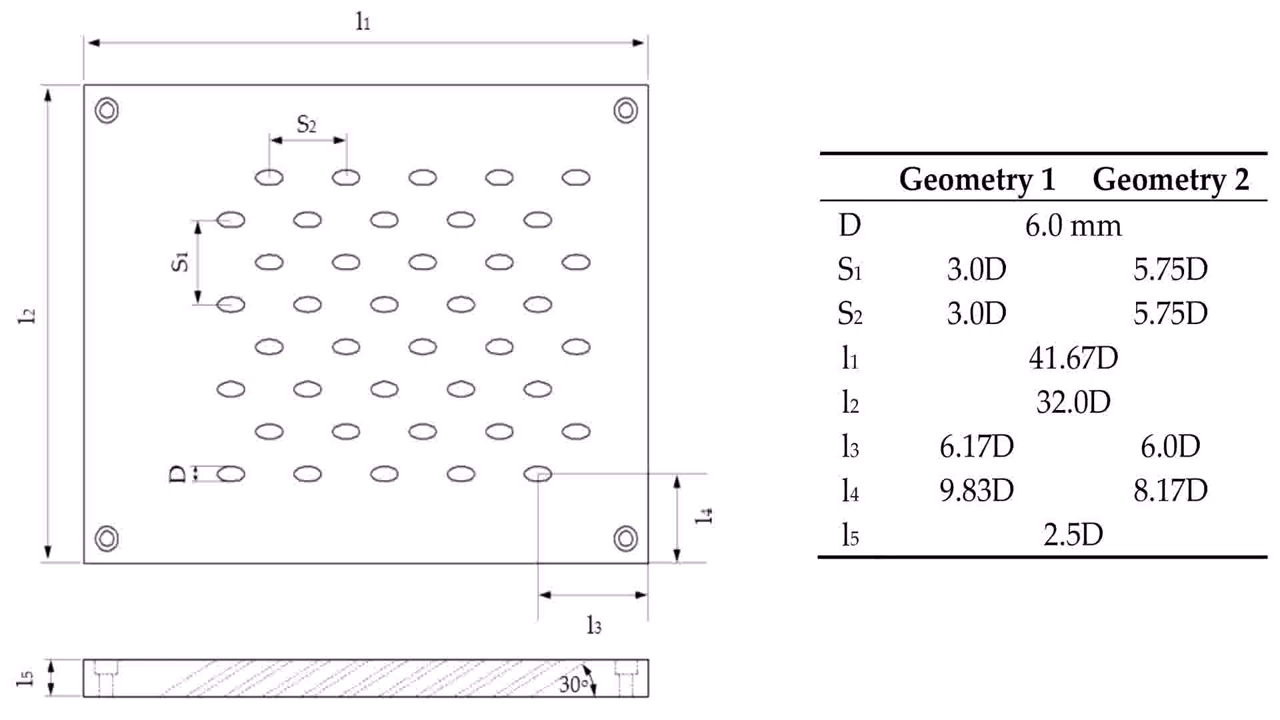 l₁
S₂
S₁
l₂
D
l₄
l₃
l₅
30°
Geometry 1 Geometry 2
D 6.0 mm
S₁ 3.0D 5.75D
S₂ 3.0D 5.75D
l₁ 41.67D
l₂ 32.0D
l₃ 6.17D 6.0D
l₄ 9.83D 8.17D
l₅ 2.5D